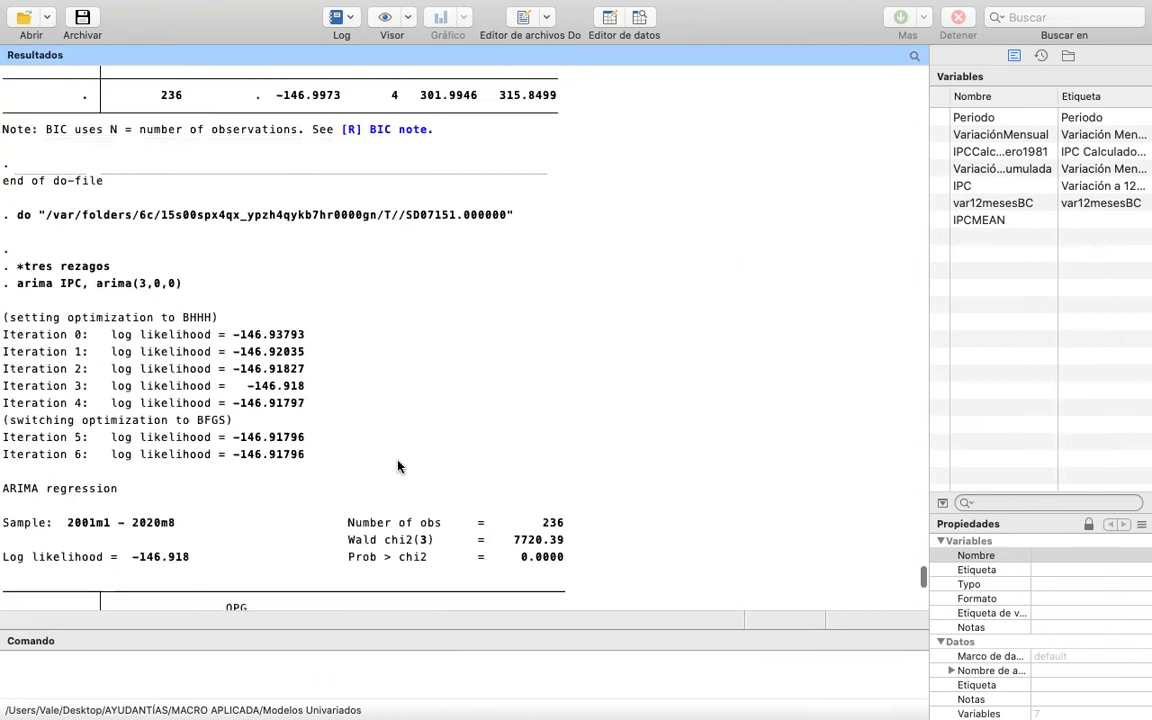 Abrir
Archivar
Log
Visor
Gráfico
Editor de archivos Do
Editor de datos
Mas
Detener
Buscar
Buscar en
Resultados
. 236 . -146.9973 4 301.9946 315.8499
Note: BIC uses N = number of observations. See [R] BIC note.
.
end of do-file
. do "/var/folders/6c/15s00spx4qx_ypzh4qykb7hr0000gn/T//SD07151.000000"
.
. *tres rezagos
. arima IPC, arima(3,0,0)
(setting optimization to BHHH)
Iteration 0: log likelihood = -146.93793
Iteration 1: log likelihood = -146.92035
Iteration 2: log likelihood = -146.91827
Iteration 3: log likelihood = -146.918
Iteration 4: log likelihood = -146.91797
(switching optimization to BFGS)
Iteration 5: log likelihood = -146.91796
Iteration 6: log likelihood = -146.91796
ARIMA regression
Sample: 2001m1 - 2020m8 Number of obs = 236
Wald chi2(3) = 7720.39
Log likelihood = -146.918 Prob > chi2 = 0.0000
OPG
Comando
/Users/Vale/Desktop/AYUDANTÍAS/MACRO APLICADA/Modelos Univariados
Variables
Nombre Etiqueta
Periodo Periodo
VariaciónMensual Variación Men...
IPCCalc...ero1981 IPC Calculado...
Variació...umulada Variación Men...
IPC Variación a 12...
var12mesesBC var12mesesBC
IPCMEAN
Propiedades
Variables
Nombre
Etiqueta
Typo
Formato
Etiqueta de v...
Notas
Datos
Marco de da... default
Nombre de a...
Etiqueta
Notas
Variables 7